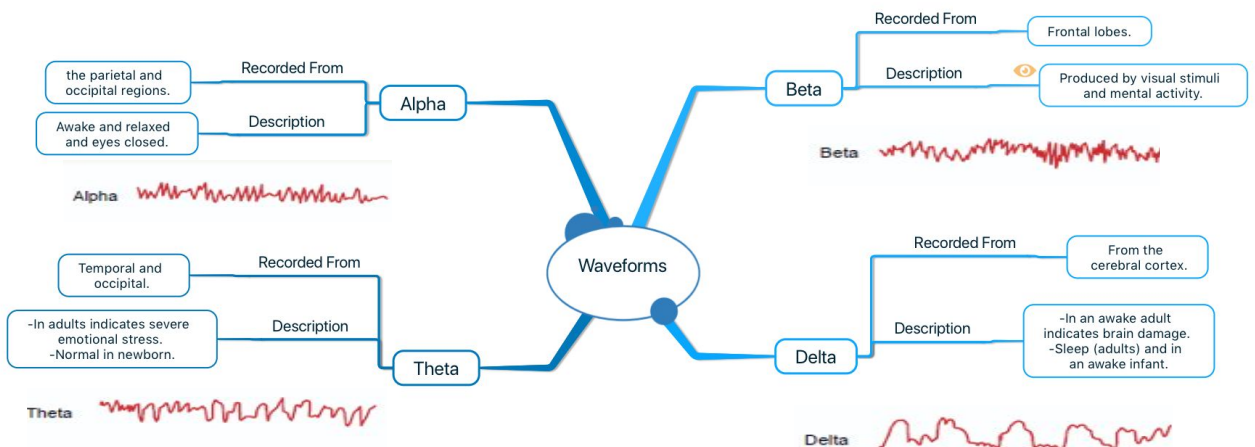 Waveforms
Alpha
Recorded From
the parietal and
occipital regions.
Description
Awake and relaxed
and eyes closed.
Alpha
Beta
Recorded From
Frontal lobes.
Description
Produced by visual stimuli
and mental activity.
Beta
Theta
Recorded From
Temporal and
occipital.
Description
-In adults indicates severe
emotional stress.
-Normal in newborn.
Theta
Delta
Recorded From
From the
cerebral cortex.
Description
-In an awake adult
indicates brain damage.
-Sleep (adults) and in
an awake infant.
Delta